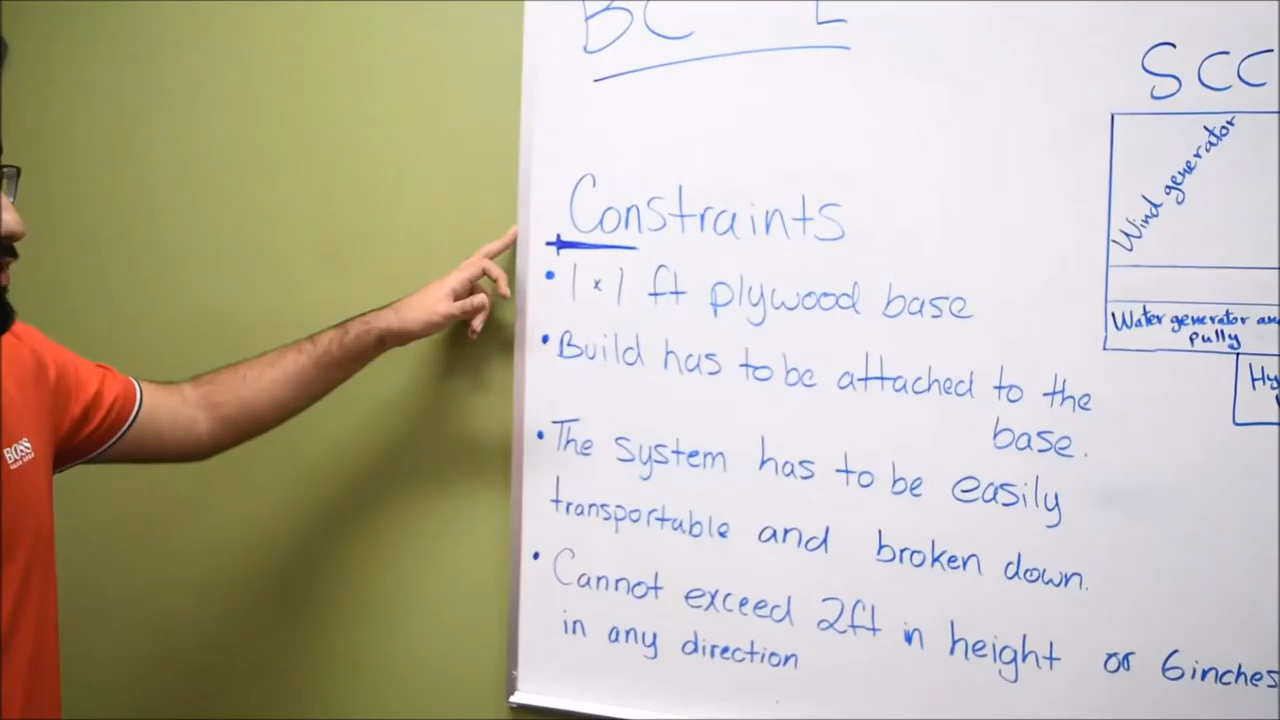 BC L
SCC
Wind generator
Water generator an
pully
Hy
Constraints
• 1 × 1 ft plywood base
• Build has to be attached to the
base.
• The system has to be easily
transportable and broken down.
• Cannot exceed 2ft in height or 6inches
in any direction
BOSS